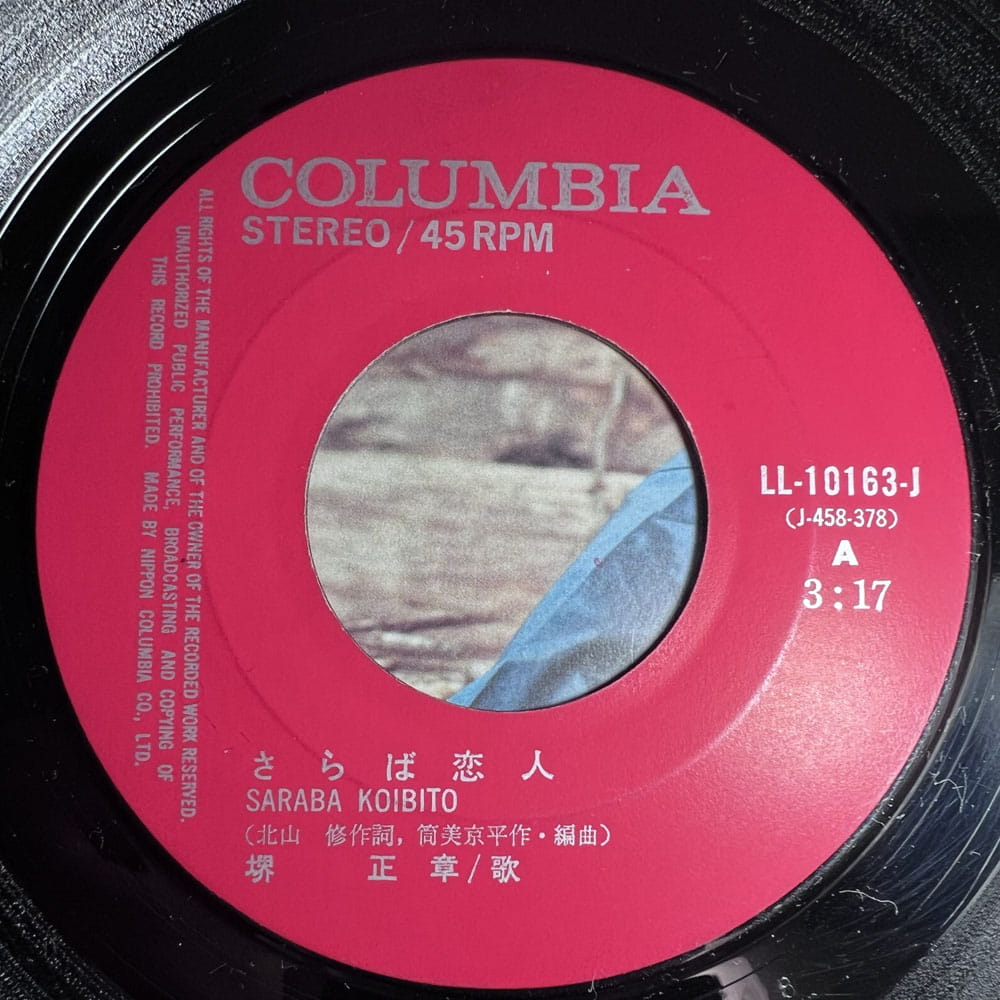 COLUMBIA
STEREO / 45 RPM
ALL RIGHTS OF THE MANUFACTURER AND OF THE OWNER OF THE RECORDED WORK RESERVED.
UNAUTHORIZED PUBLIC PERFORMANCE, BROADCASTING AND COPYING OF
THIS RECORD PROHIBITED. MADE BY NIPPON COLUMBIA CO., LTD.
LL-10163-J
(J-458-378)
A
3:17
さらば恋人
SARABA KOIBITO
(北山 修作詞, 筒美京平作・編曲)
堺 正章/歌